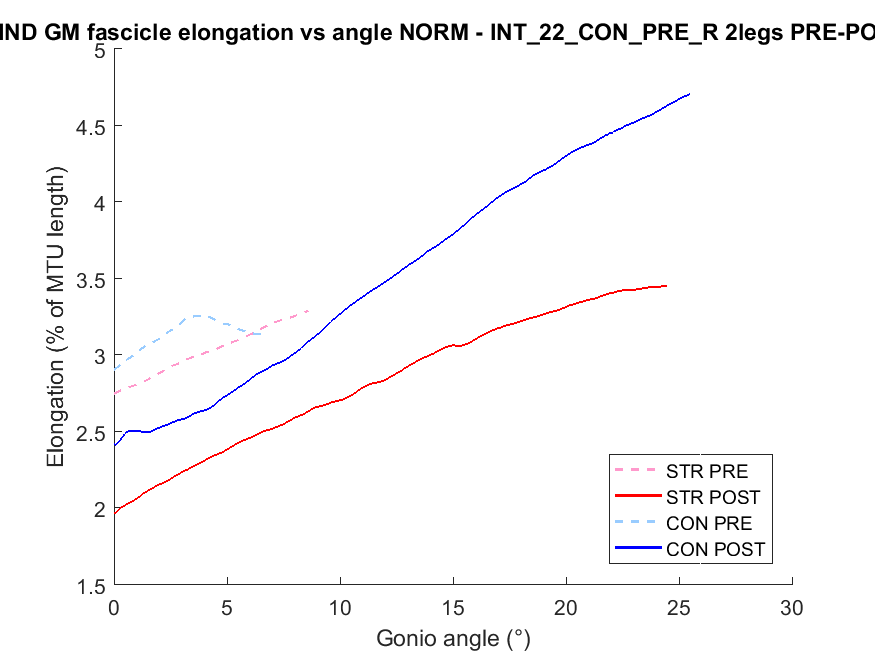 IND GM fascicle elongation vs angle NORM - INT_22_CON_PRE_R 2legs PRE-PO
5
4.5
4
3.5
3
2.5
2
1.5
Elongation (% of MTU length)
0
5
10
15
20
25
30
Gonio angle (°)
STR PRE
STR POST
CON PRE
CON POST